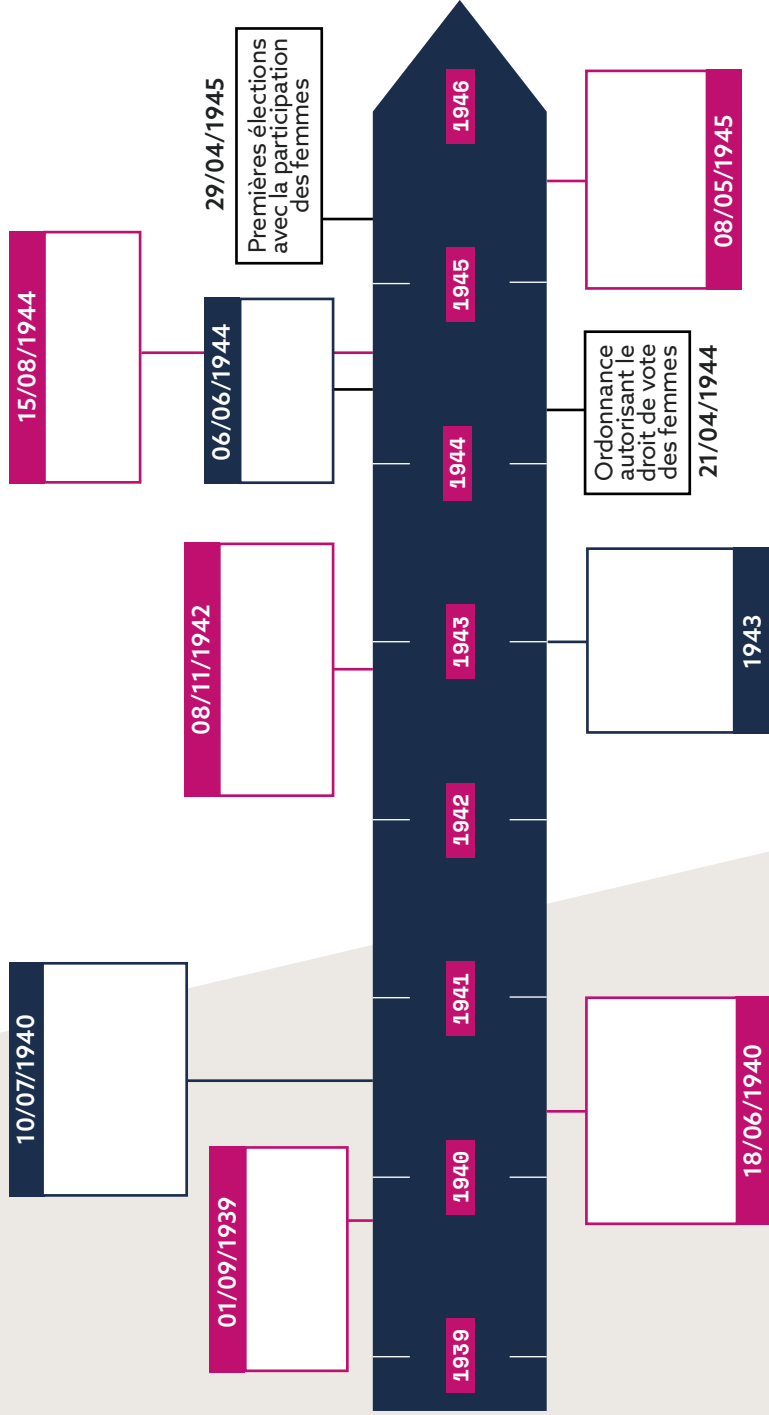 10/07/1940
15/08/1944
01/09/1939
08/11/1942
06/06/1944
29/04/1945
Premières élections
avec la participation
des femmes
1939
1940
1941
1942
1943
1944
1945
1946
Ordonnance
autorisant le
droit de vote
des femmes
21/04/1944
18/06/1940
1943
08/05/1945